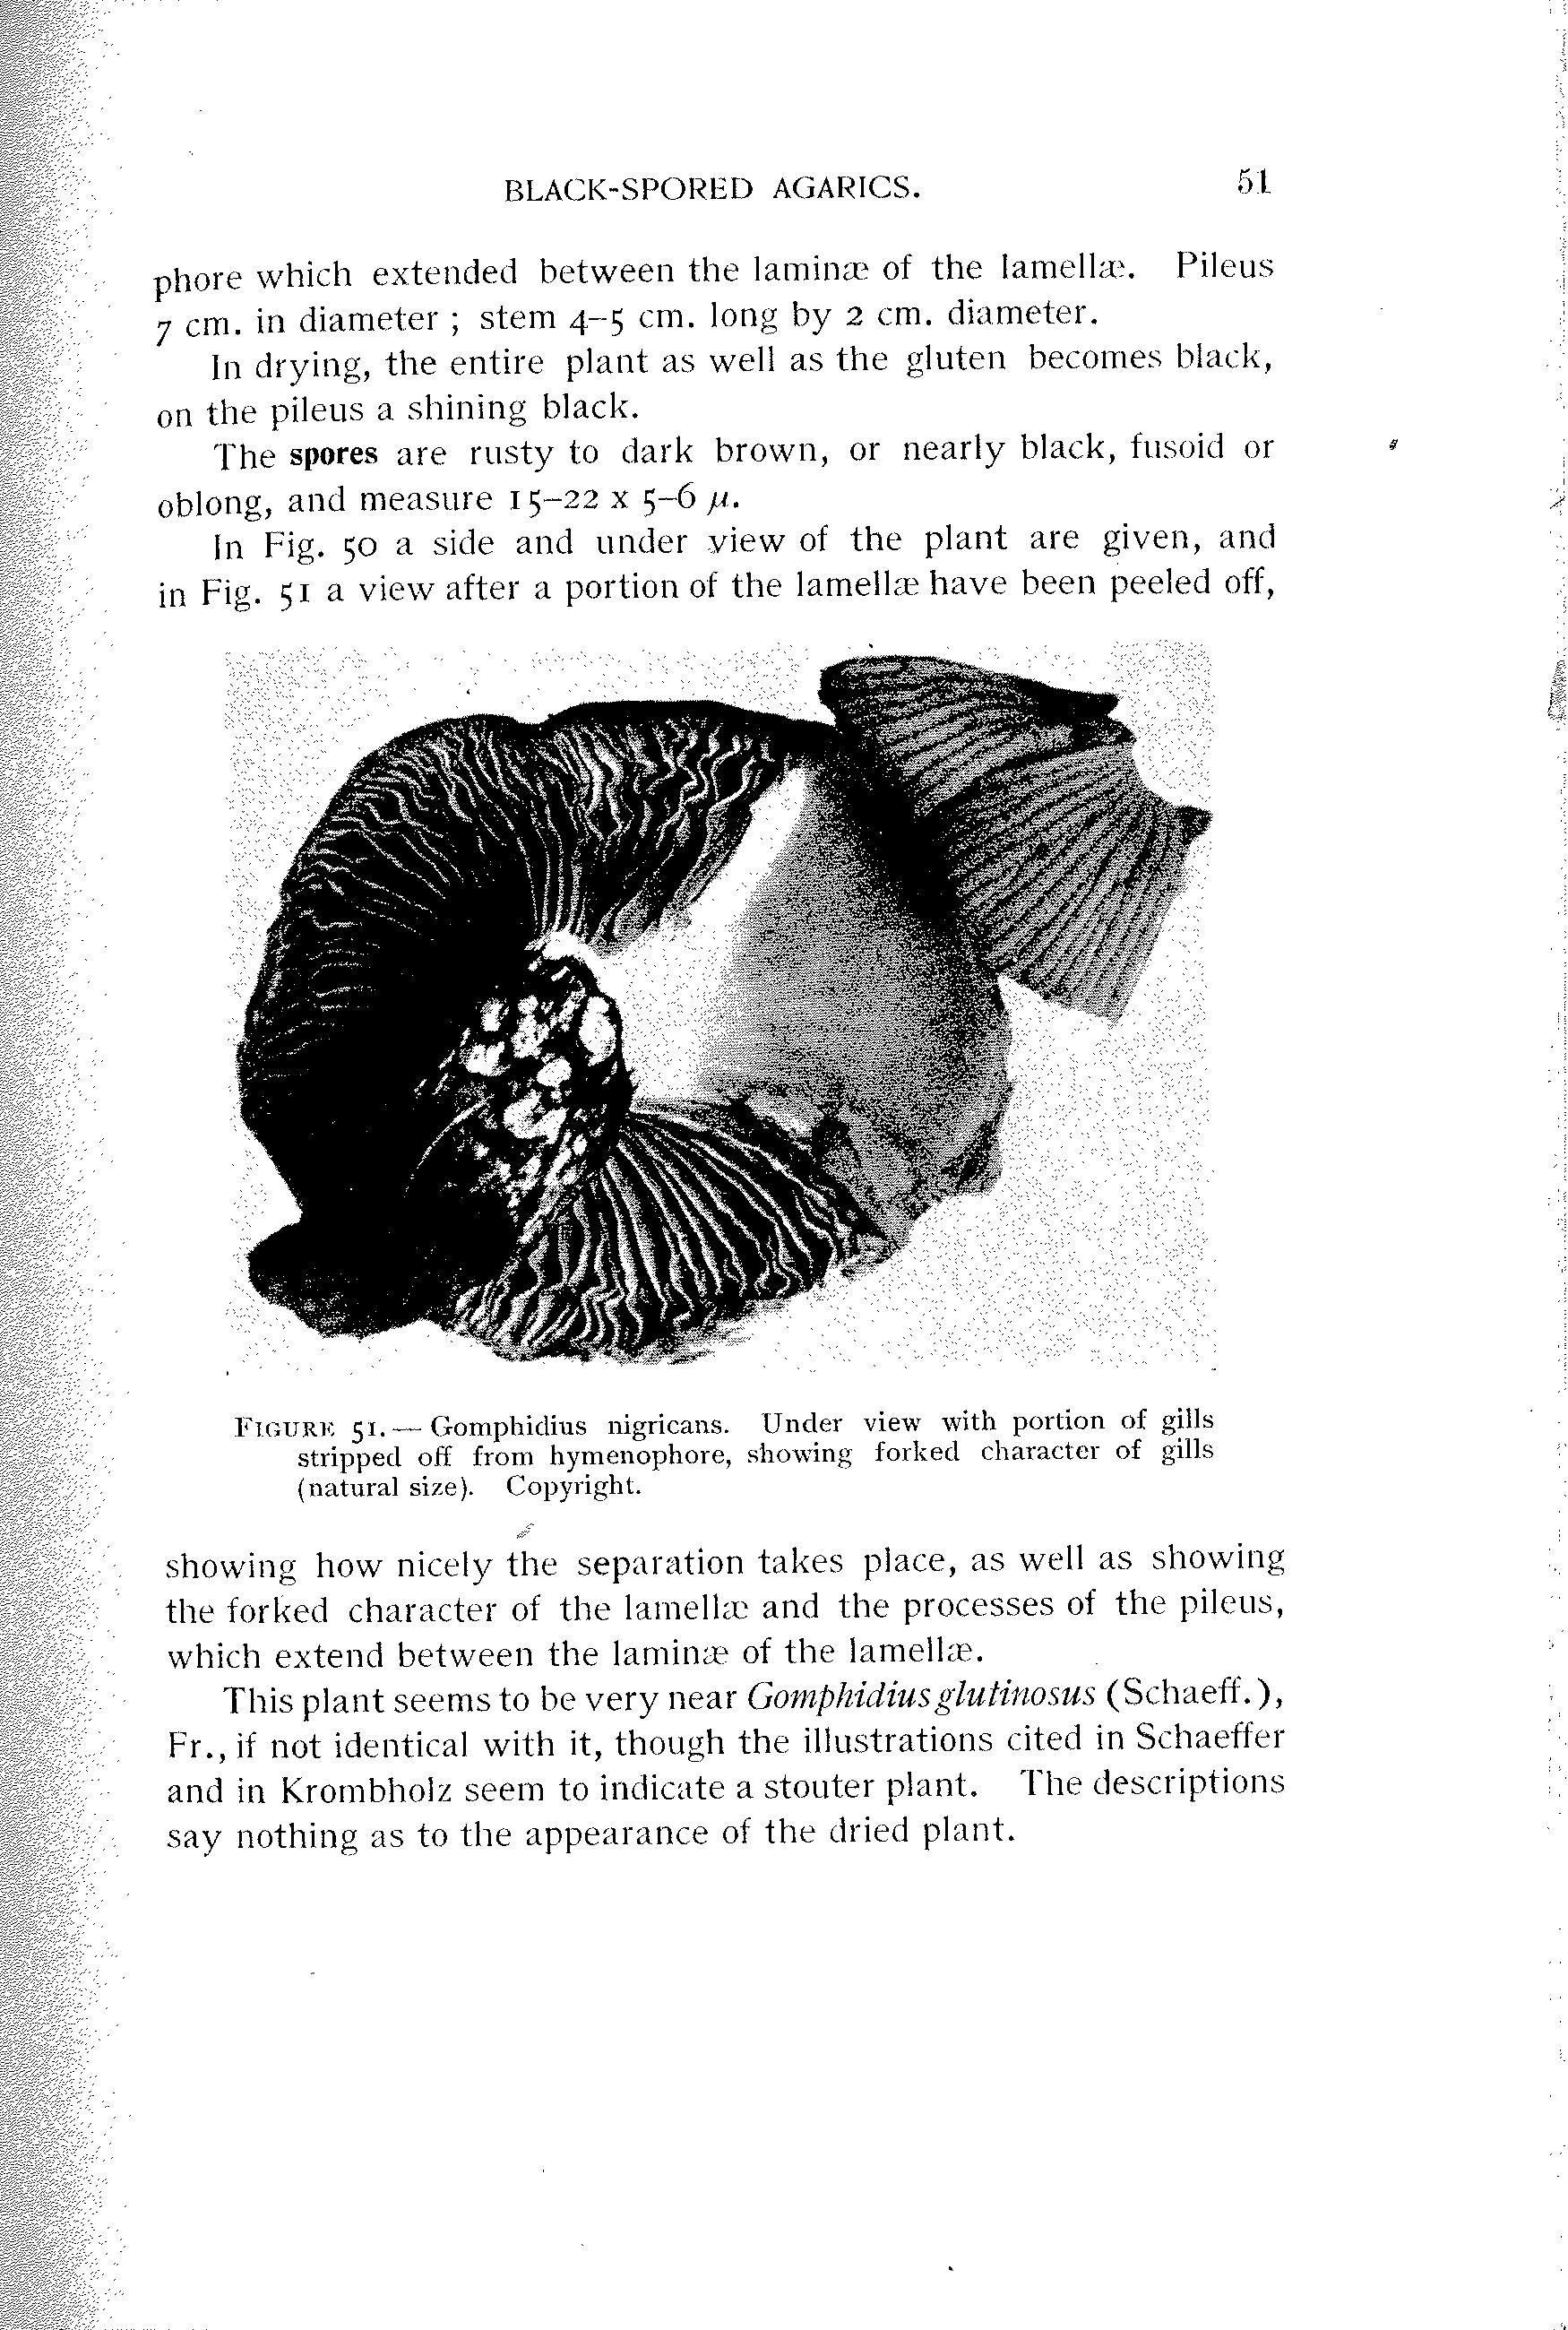 BLACK-SPORED AGARICS. 51
phore which extended between the laminæ of the lamellæ. Pileus
7 cm. in diameter ; stem 4–5 cm. long by 2 cm. diameter.
In drying, the entire plant as well as the gluten becomes black,
on the pileus a shining black.
The spores are rusty to dark brown, or nearly black, fusoid or
oblong, and measure 15–22 x 5–6 µ.
In Fig. 50 a side and under view of the plant are given, and
in Fig. 51 a view after a portion of the lamellæ have been peeled off,
FIGURE 51.— Gomphidius nigricans. Under view with portion of gills
stripped off from hymenophore, showing forked character of gills
(natural size). Copyright.
showing how nicely the separation takes place, as well as showing
the forked character of the lamellæ and the processes of the pileus,
which extend between the laminæ of the lamellæ.
This plant seems to be very near Gomphidius glutinosus (Schaeff.),
Fr., if not identical with it, though the illustrations cited in Schaeffer
and in Krombholz seem to indicate a stouter plant. The descriptions
say nothing as to the appearance of the dried plant.